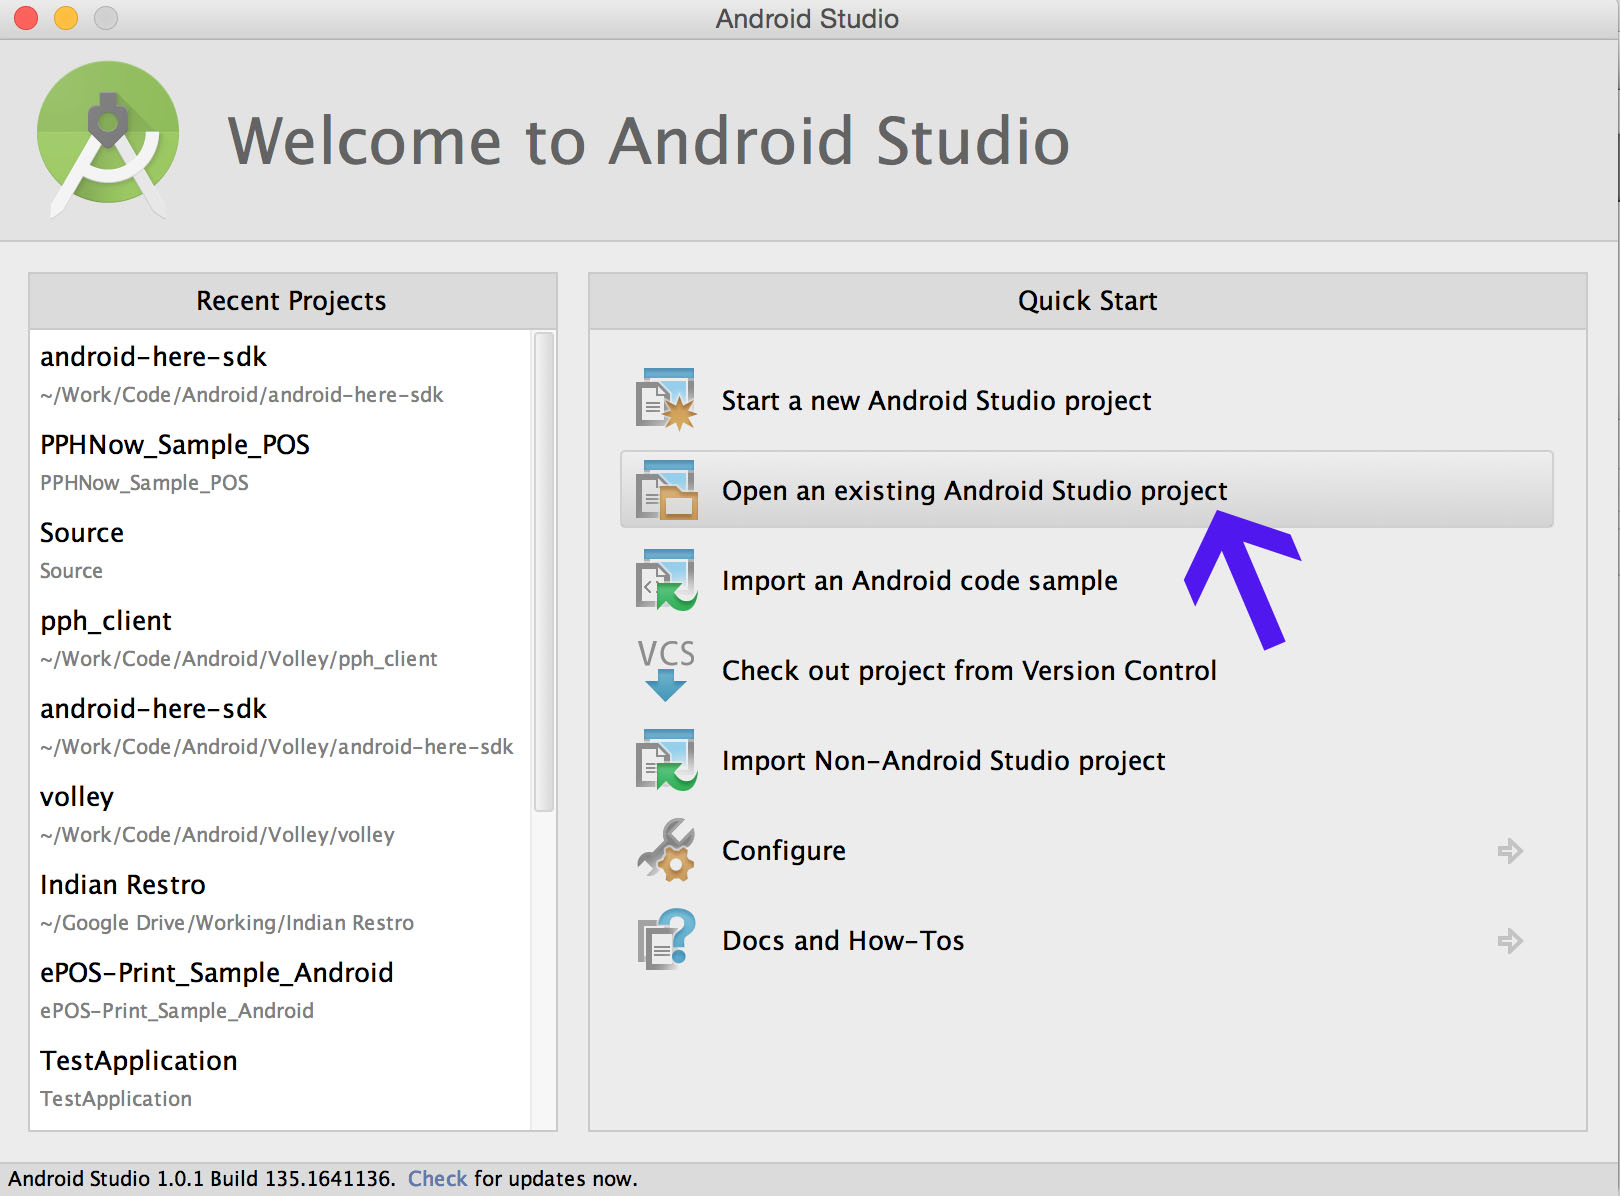 Android Studio
Welcome to Android Studio
Recent Projects
android-here-sdk
~/Work/Code/Android/android-here-sdk
PPHNow_Sample_POS
PPHNow_Sample_POS
Source
Source
pph_client
~/Work/Code/Android/Volley/pph_client
android-here-sdk
~/Work/Code/Android/Volley/android-here-sdk
volley
~/Work/Code/Android/Volley/volley
Indian Restro
~/Google Drive/Working/Indian Restro
ePOS-Print_Sample_Android
ePOS-Print_Sample_Android
TestApplication
TestApplication
Quick Start
Start a new Android Studio project
Open an existing Android Studio project
Import an Android code sample
VCS
Check out project from Version Control
Import Non-Android Studio project
Configure
Docs and How-Tos
Android Studio 1.0.1 Build 135.1641136. Check for updates now.